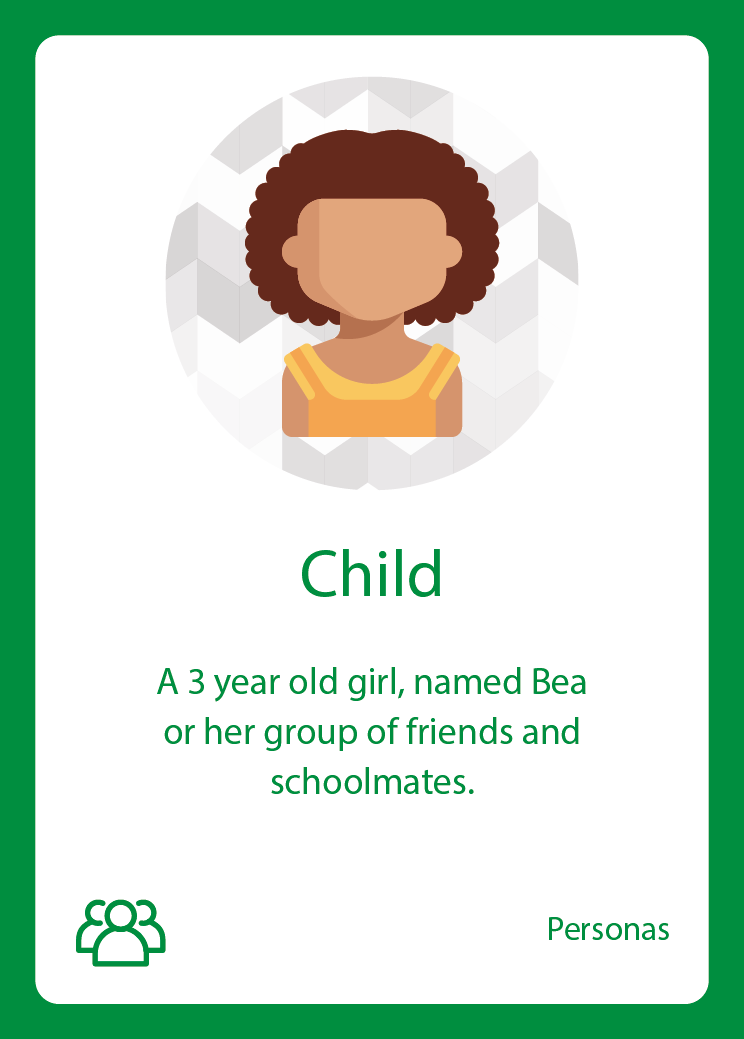 Child
A 3 year old girl, named Bea
or her group of friends and
schoolmates.
Personas